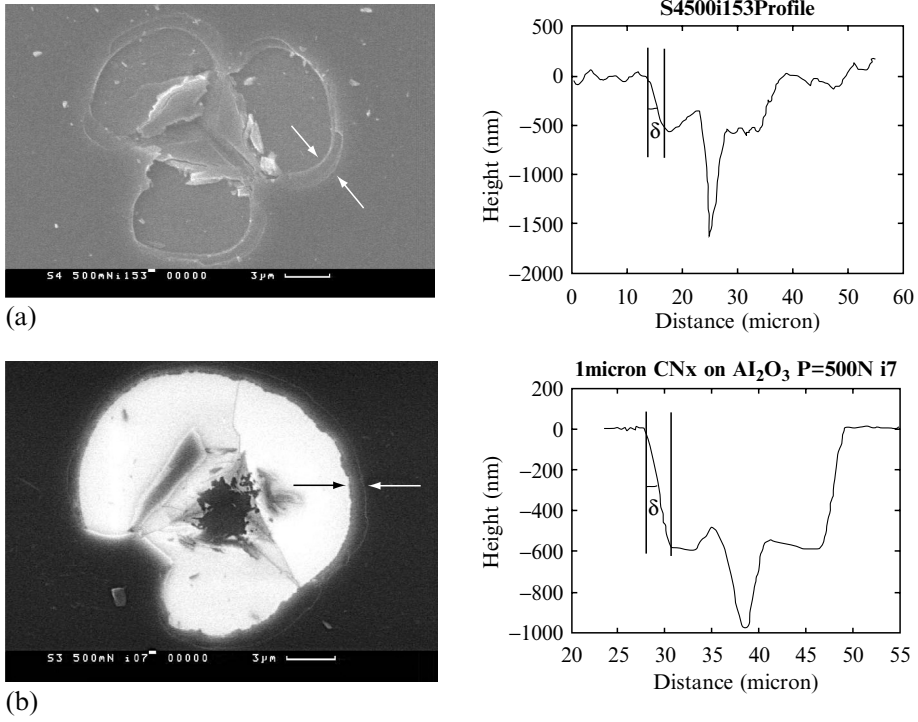 S4500i153Profile
500
0
−500
−1000
−1500
−2000
Height (nm)
δ
0 10 20 30 40 50 60
Distance (micron)
S4 500mNi153 00000 3µm
(a)
1micron CNx on Al₂O₃ P=500N i7
200
0
−200
−400
−600
−800
−1000
Height (nm)
δ
20 25 30 35 40 45 50 55
Distance (micron)
S3 500mN i07 00000 3µm
(b)